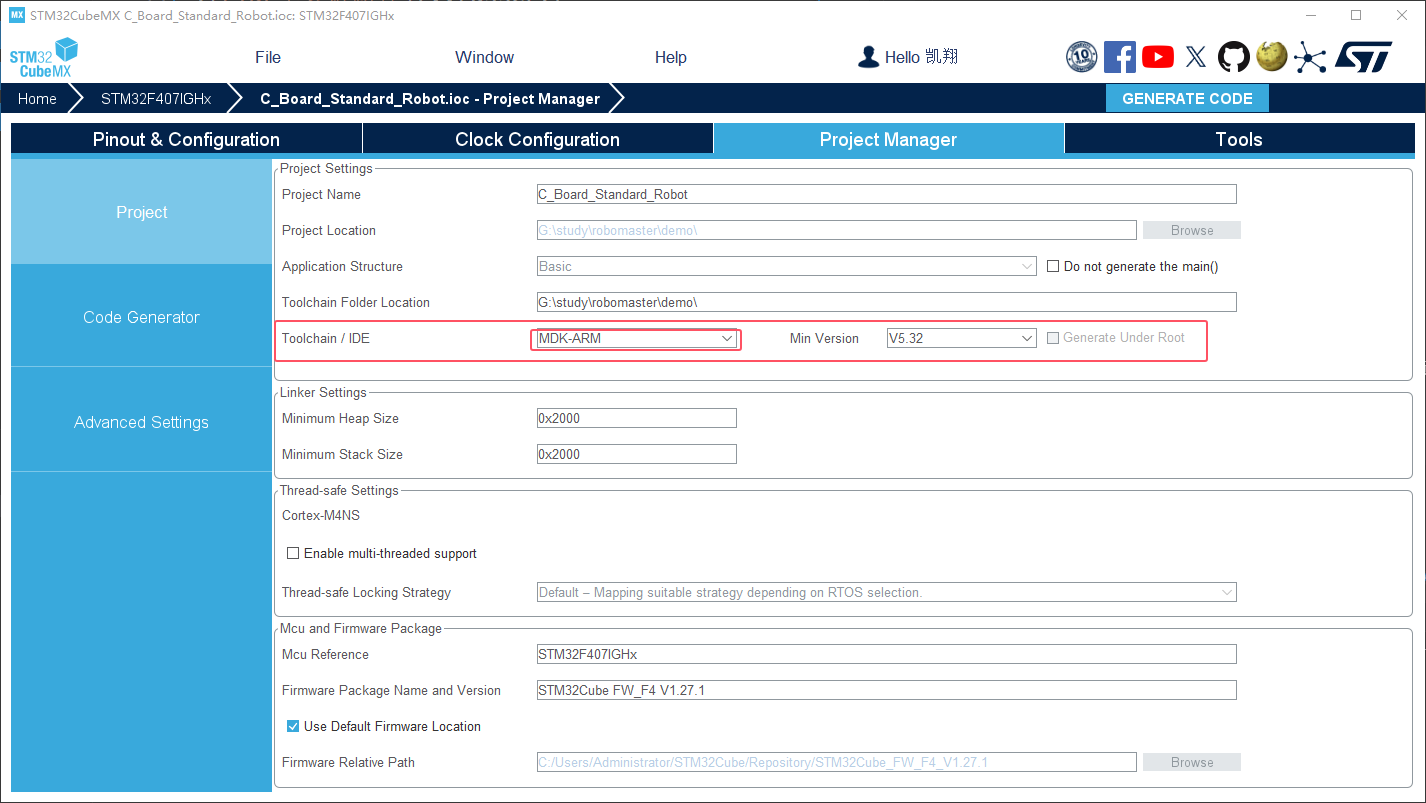 MX STM32CubeMX C_Board_Standard_Robot.ioc: STM32F407IGHx
STM32 CubeMX
File Window Help Hello 凯翔
10
ST
Home STM32F407IGHx C_Board_Standard_Robot.ioc - Project Manager GENERATE CODE
Pinout & Configuration Clock Configuration Project Manager Tools
Project
Code Generator
Advanced Settings
Project Settings
Project Name C_Board_Standard_Robot
Project Location G:\study\robomaster\demo\ Browse
Application Structure Basic Do not generate the main()
Toolchain Folder Location G:\study\robomaster\demo\
Toolchain / IDE MDK-ARM Min Version V5.32 Generate Under Root
Linker Settings
Minimum Heap Size 0x2000
Minimum Stack Size 0x2000
Thread-safe Settings
Cortex-M4NS
Enable multi-threaded support
Thread-safe Locking Strategy Default – Mapping suitable strategy depending on RTOS selection.
Mcu and Firmware Package
Mcu Reference STM32F407IGHx
Firmware Package Name and Version STM32Cube FW_F4 V1.27.1
Use Default Firmware Location
Firmware Relative Path C:/Users/Administrator/STM32Cube/Repository/STM32Cube_FW_F4_V1.27.1 Browse